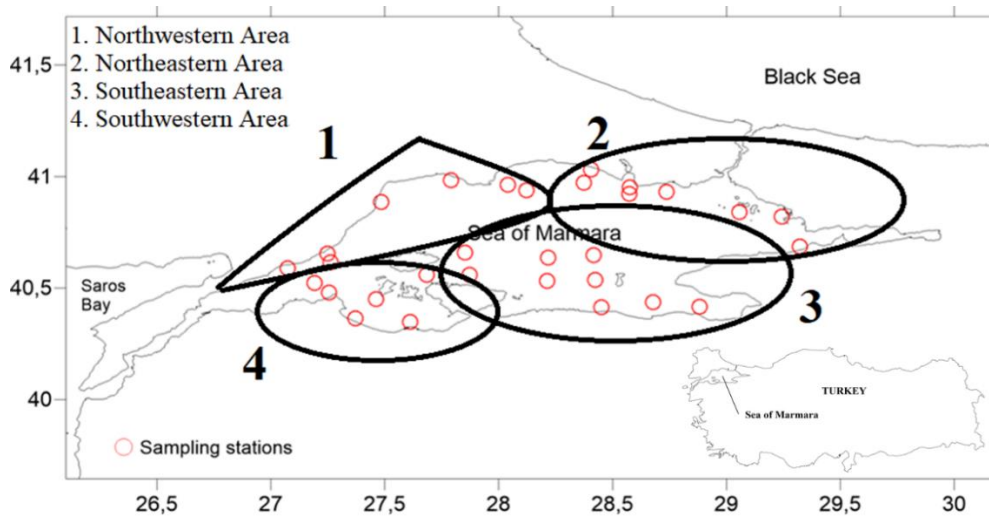 1. Northwestern Area
2. Northeastern Area
3. Southeastern Area
4. Southwestern Area
Black Sea
1
2
Sea of Marmara
Saros
Bay
3
4
TURKEY
Sea of Marmara
Sampling stations
41,5
41
40,5
40
26,5
27
27,5
28
28,5
29
29,5
30